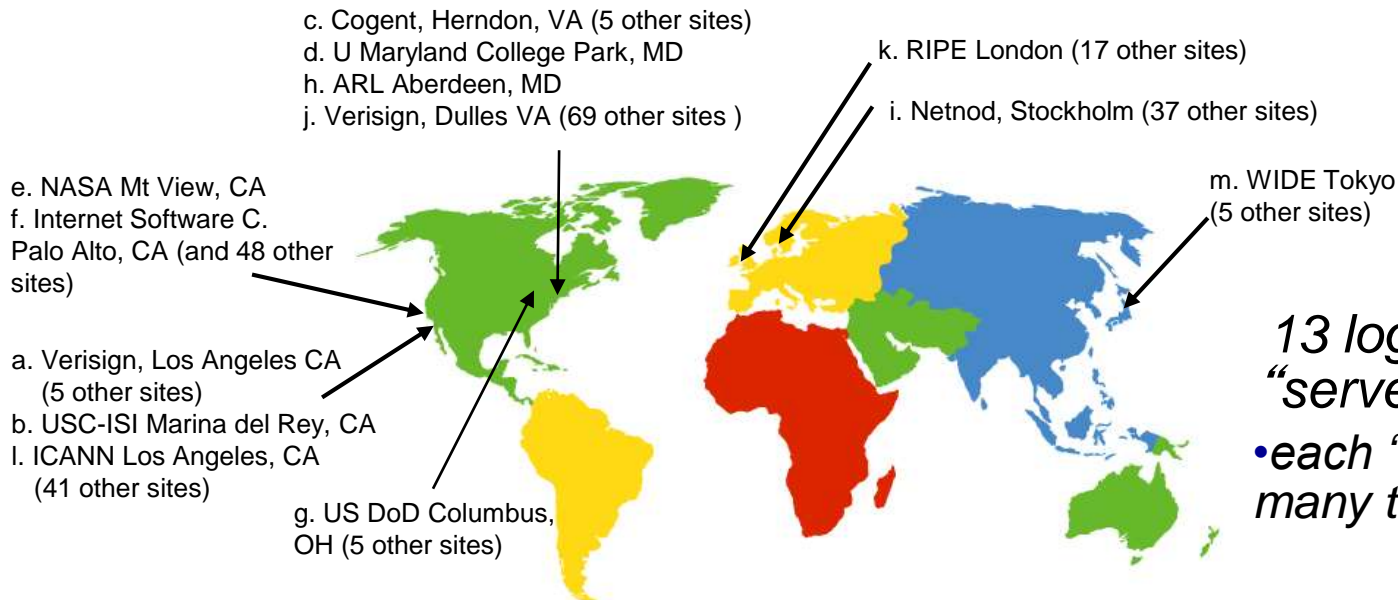 c. Cogent, Herndon, VA (5 other sites)
d. U Maryland College Park, MD
h. ARL Aberdeen, MD
j. Verisign, Dulles VA (69 other sites )
k. RIPE London (17 other sites)
i. Netnod, Stockholm (37 other sites)
m. WIDE Tokyo
(5 other sites)
e. NASA Mt View, CA
f. Internet Software C.
Palo Alto, CA (and 48 other
sites)
a. Verisign, Los Angeles CA
(5 other sites)
b. USC-ISI Marina del Rey, CA
l. ICANN Los Angeles, CA
(41 other sites)
g. US DoD Columbus,
OH (5 other sites)
13 log
“serve
•each “
many t